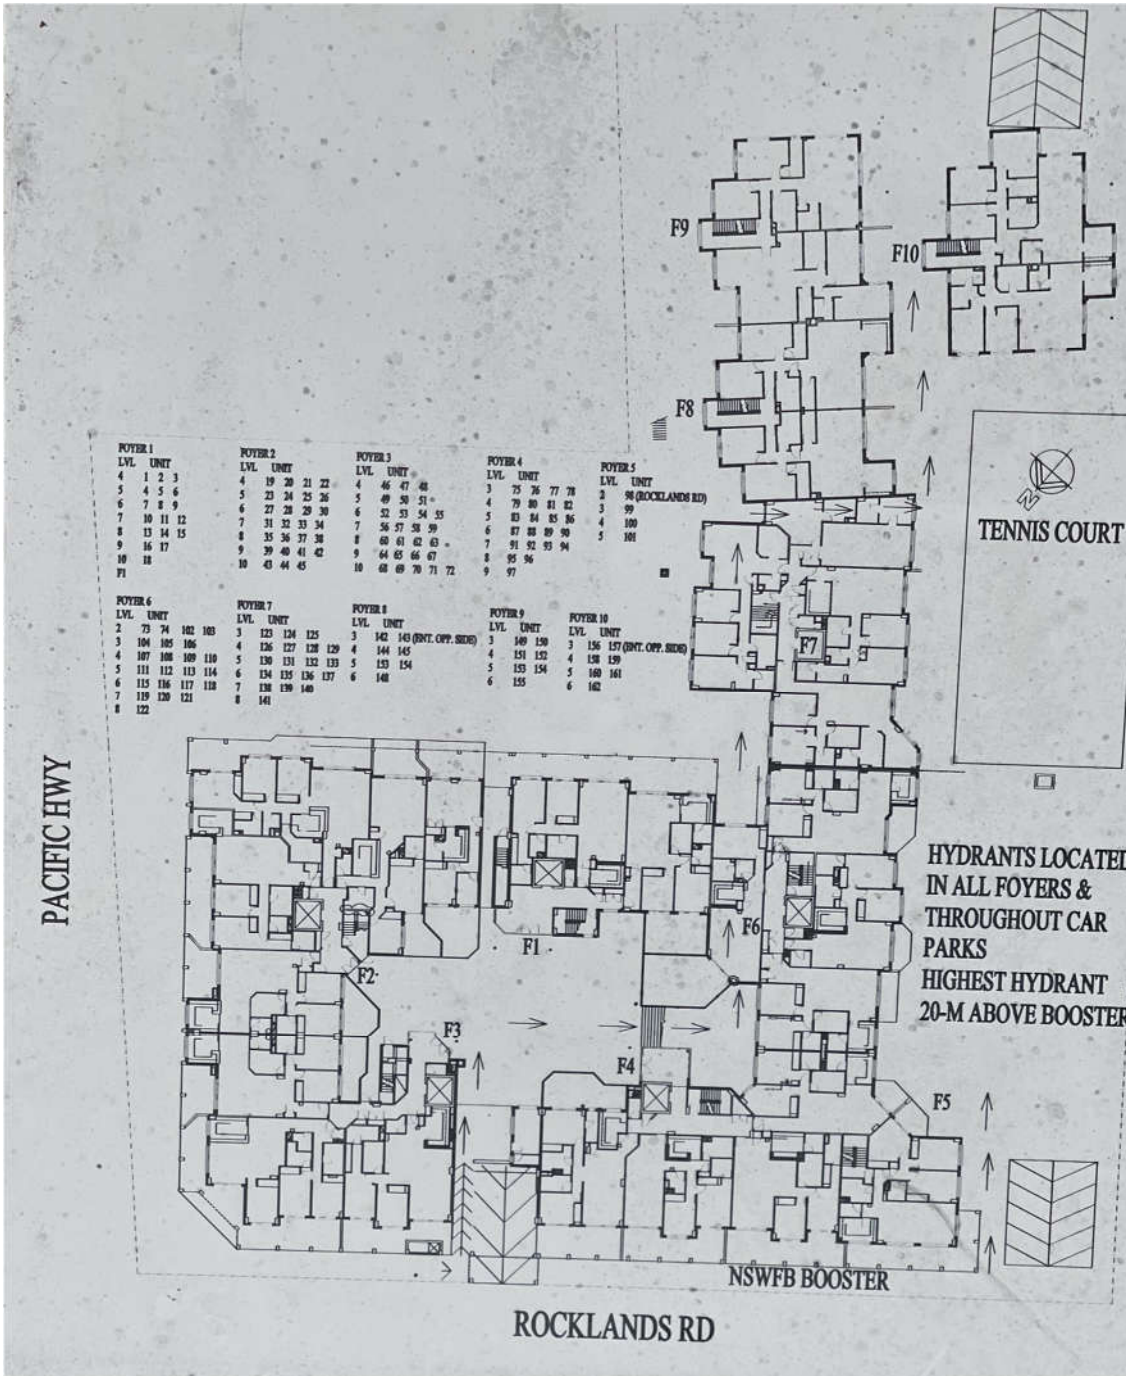 F9
F10
F8
FOYER 1
LVL UNIT
4 1 2 3
5 4 5 6
6 7 8 9
7 10 11 12
8 13 14 15
9 16 17
10 18
F1
FOYER 2
LVL UNIT
4 19 20 21 22
5 23 24 25 26
6 27 28 29 30
7 31 32 33 34
8 35 36 37 38
9 39 40 41 42
10 43 44 45
FOYER 3
LVL UNIT
4 46 47 48
5 49 50 51
6 52 53 54 55
7 56 57 58 59
8 60 61 62 63
9 64 65 66 67
10 68 69 70 71 72
FOYER 4
LVL UNIT
3 75 76 77 78
4 79 80 81 82
5 83 84 85 86
6 87 88 89 90
7 91 92 93 94
8 95 96
9 97
FOYER 5
LVL UNIT
2 98 (ROCKLANDS RD)
3 99
4 100
5 101
N
TENNIS COURT
FOYER 6
LVL UNIT
2 73 74 102 103
3 104 105 106
4 107 108 109 110
5 111 112 113 114
6 115 116 117 118
7 119 120 121
8 122
FOYER 7
LVL UNIT
3 123 124 125
4 126 127 128 129
5 130 131 132 133
6 134 135 136 137
7 138 139 140
8 141
FOYER 8
LVL UNIT
3 142 143 (ENT. OPP. SIDE)
4 144 145
5 153 154
6 148
FOYER 9
LVL UNIT
3 149 150
4 151 152
5 153 154
6 155
FOYER 10
LVL UNIT
3 156 157 (ENT. OPP. SIDE)
4 158 159
5 160 161
6 162
F7
PACIFIC HWY
HYDRANTS LOCATED
IN ALL FOYERS &
THROUGHOUT CAR
PARKS
HIGHEST HYDRANT
20-M ABOVE BOOSTER
F6
F1
F2
F3
F4
F5
NSWFB BOOSTER
ROCKLANDS RD